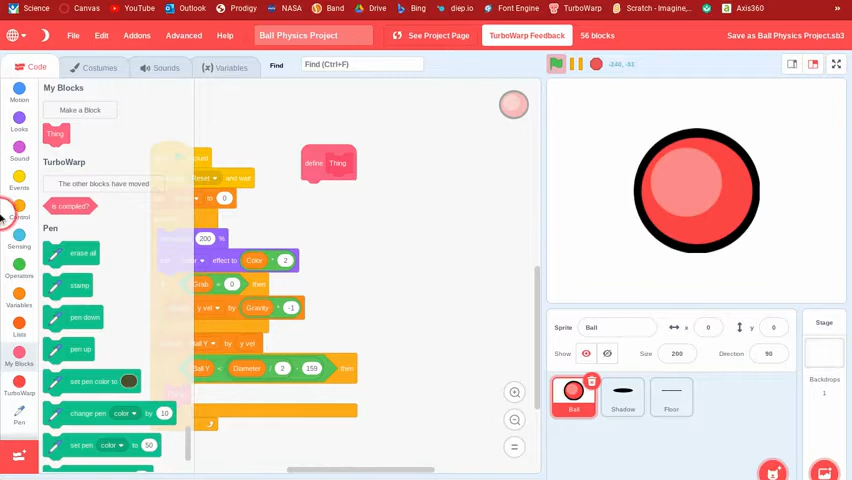 Science Canvas YouTube Outlook Prodigy NASA Band Drive Bing diep.io Font Engine TurboWarp Scratch - Imagine,... Ava Axis360 »
File Edit Addons Advanced Ball Physics Project See Project Page TurboWarp Feedback 56 blocks Save as Ball Physics Project.sb3
Code Costumes Sounds Variables Find Find (Ctrl+F) -240, -51
Motion
Looks
Sound
Events
Control
Sensing
Operators
Variables
Lists
My Blocks
TurboWarp
Pen
My Blocks
Make a Block
Thing
TurboWarp
The other blocks have moved
is compiled?
Pen
erase all
stamp
pen down
pen up
set pen color to
change pen color by 10
set pen color to 50
define Thing
Reset and wait
to 0
200 %
effect to Color * 2
Grab = 0 then
by Gravity * -1
Ball Y by y vel
Ball Y < Diameter / 2 - 159 then
Sprite Ball x 0 y 0
Show Size 200 Direction 90
Ball Shadow Floor
Stage
Backdrops
1